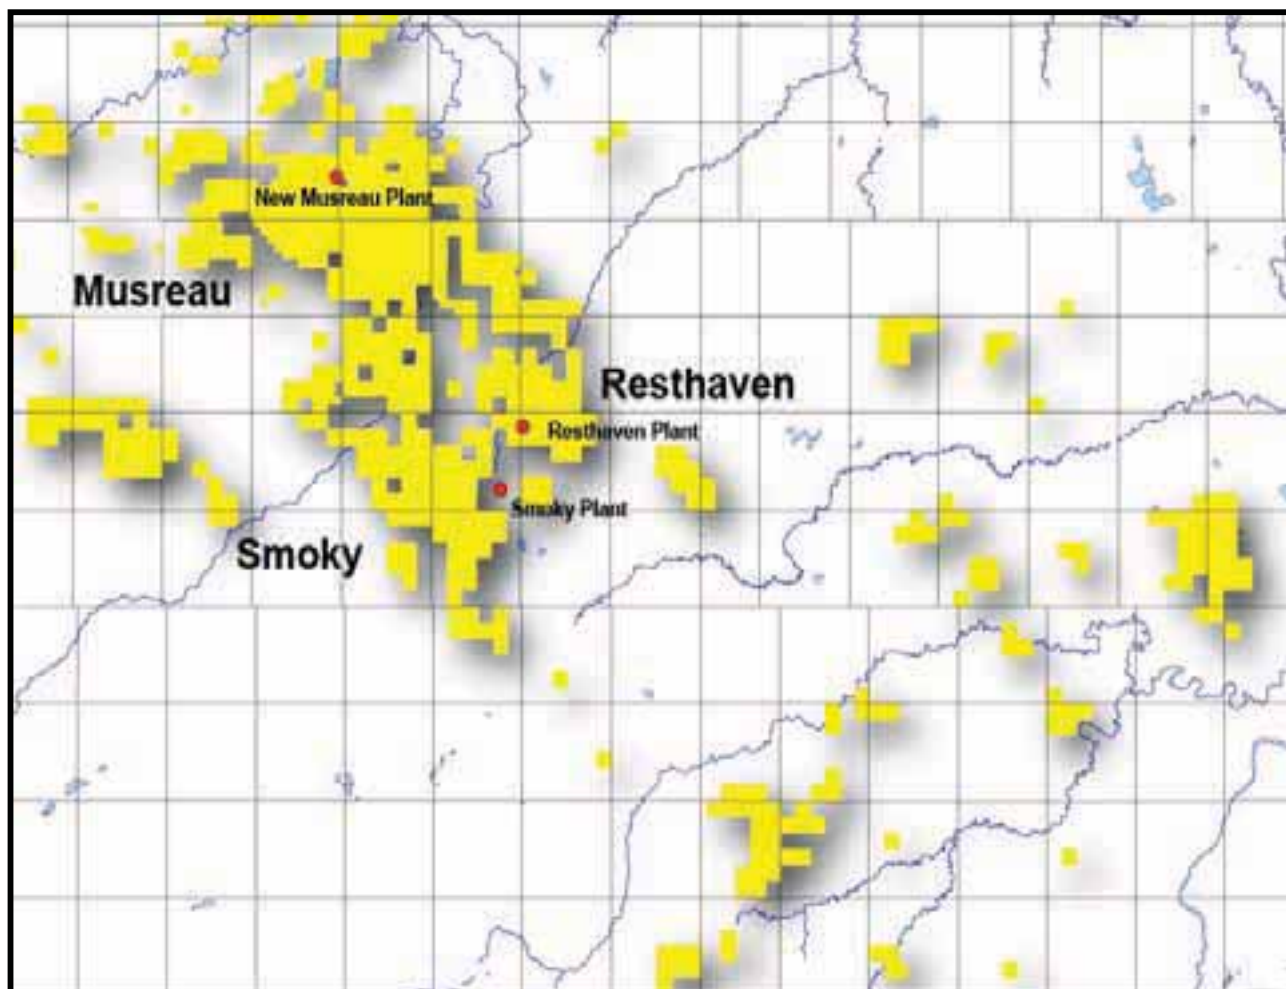 New Musreau Plant
Musreau
Resthaven
Resthaven Plant
Smoky Plant
Smoky